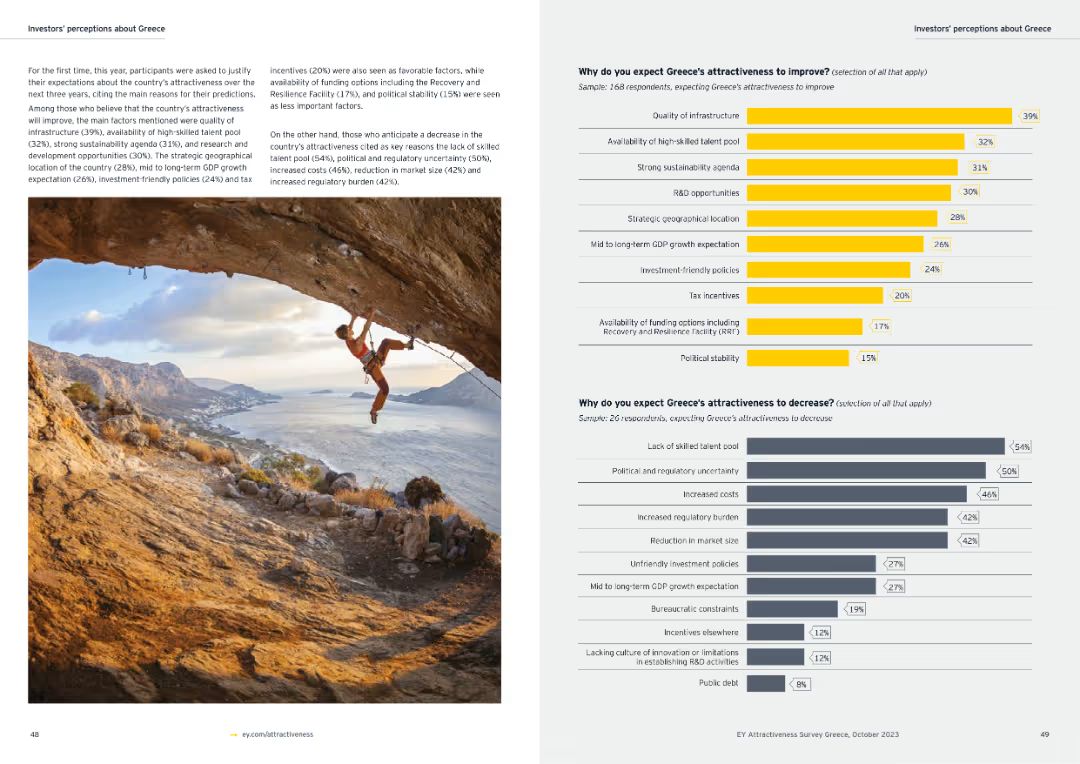 Investors' perceptions about Greece
For the first time, this year, participants were asked to justify
their expectations about the country's attractiveness over the
next three years, citing the main reasons for their predictions.
Among those who believe that the country's attractiveness
will improve, the main factors mentioned were quality of
infrastructure (39%), availability of high-skilled talent pool
(32%), strong sustainability agenda (31%), and research and
development opportunities (30%). The strategic geographical
location of the country (28%), mid to long-term GDP growth
expectation (26%), investment-friendly policies (24%) and tax
incentives (20%) were also seen as favorable factors, while
availability of funding options including the Recovery and
Resilience Facility (17%), and political stability (15%) were seen
as less important factors.
On the other hand, those who anticipate a decrease in the
country's attractiveness cited as key reasons the lack of skilled
talent pool (54%), political and regulatory uncertainty (50%),
increased costs (46%), reduction in market size (42%) and
increased regulatory burden (42%).
48
ey.com/attractiveness
Investors' perceptions about Greece
Why do you expect Greece's attractiveness to improve? (selection of all that apply)
Sample: 168 respondents, expecting Greece's attractiveness to improve
Quality of infrastructure 39%
Availability of high-skilled talent pool 32%
Strong sustainability agenda 31%
R&D opportunities 30%
Strategic geographical location 28%
Mid to long-term GDP growth expectation 26%
Investment-friendly policies 24%
Tax incentives 20%
Availability of funding options including
Recovery and Resilience Facility (RRF) 17%
Political stability 15%
Why do you expect Greece's attractiveness to decrease? (selection of all that apply)
Sample: 26 respondents, expecting Greece's attractiveness to decrease
Lack of skilled talent pool 54%
Political and regulatory uncertainty 50%
Increased costs 46%
Increased regulatory burden 42%
Reduction in market size 42%
Unfriendly investment policies 27%
Mid to long-term GDP growth expectation 27%
Bureaucratic constraints 19%
Incentives elsewhere 12%
Lacking culture of innovation or limitations
in establishing R&D activities 12%
Public debt 8%
EY Attractiveness Survey Greece, October 2023
49